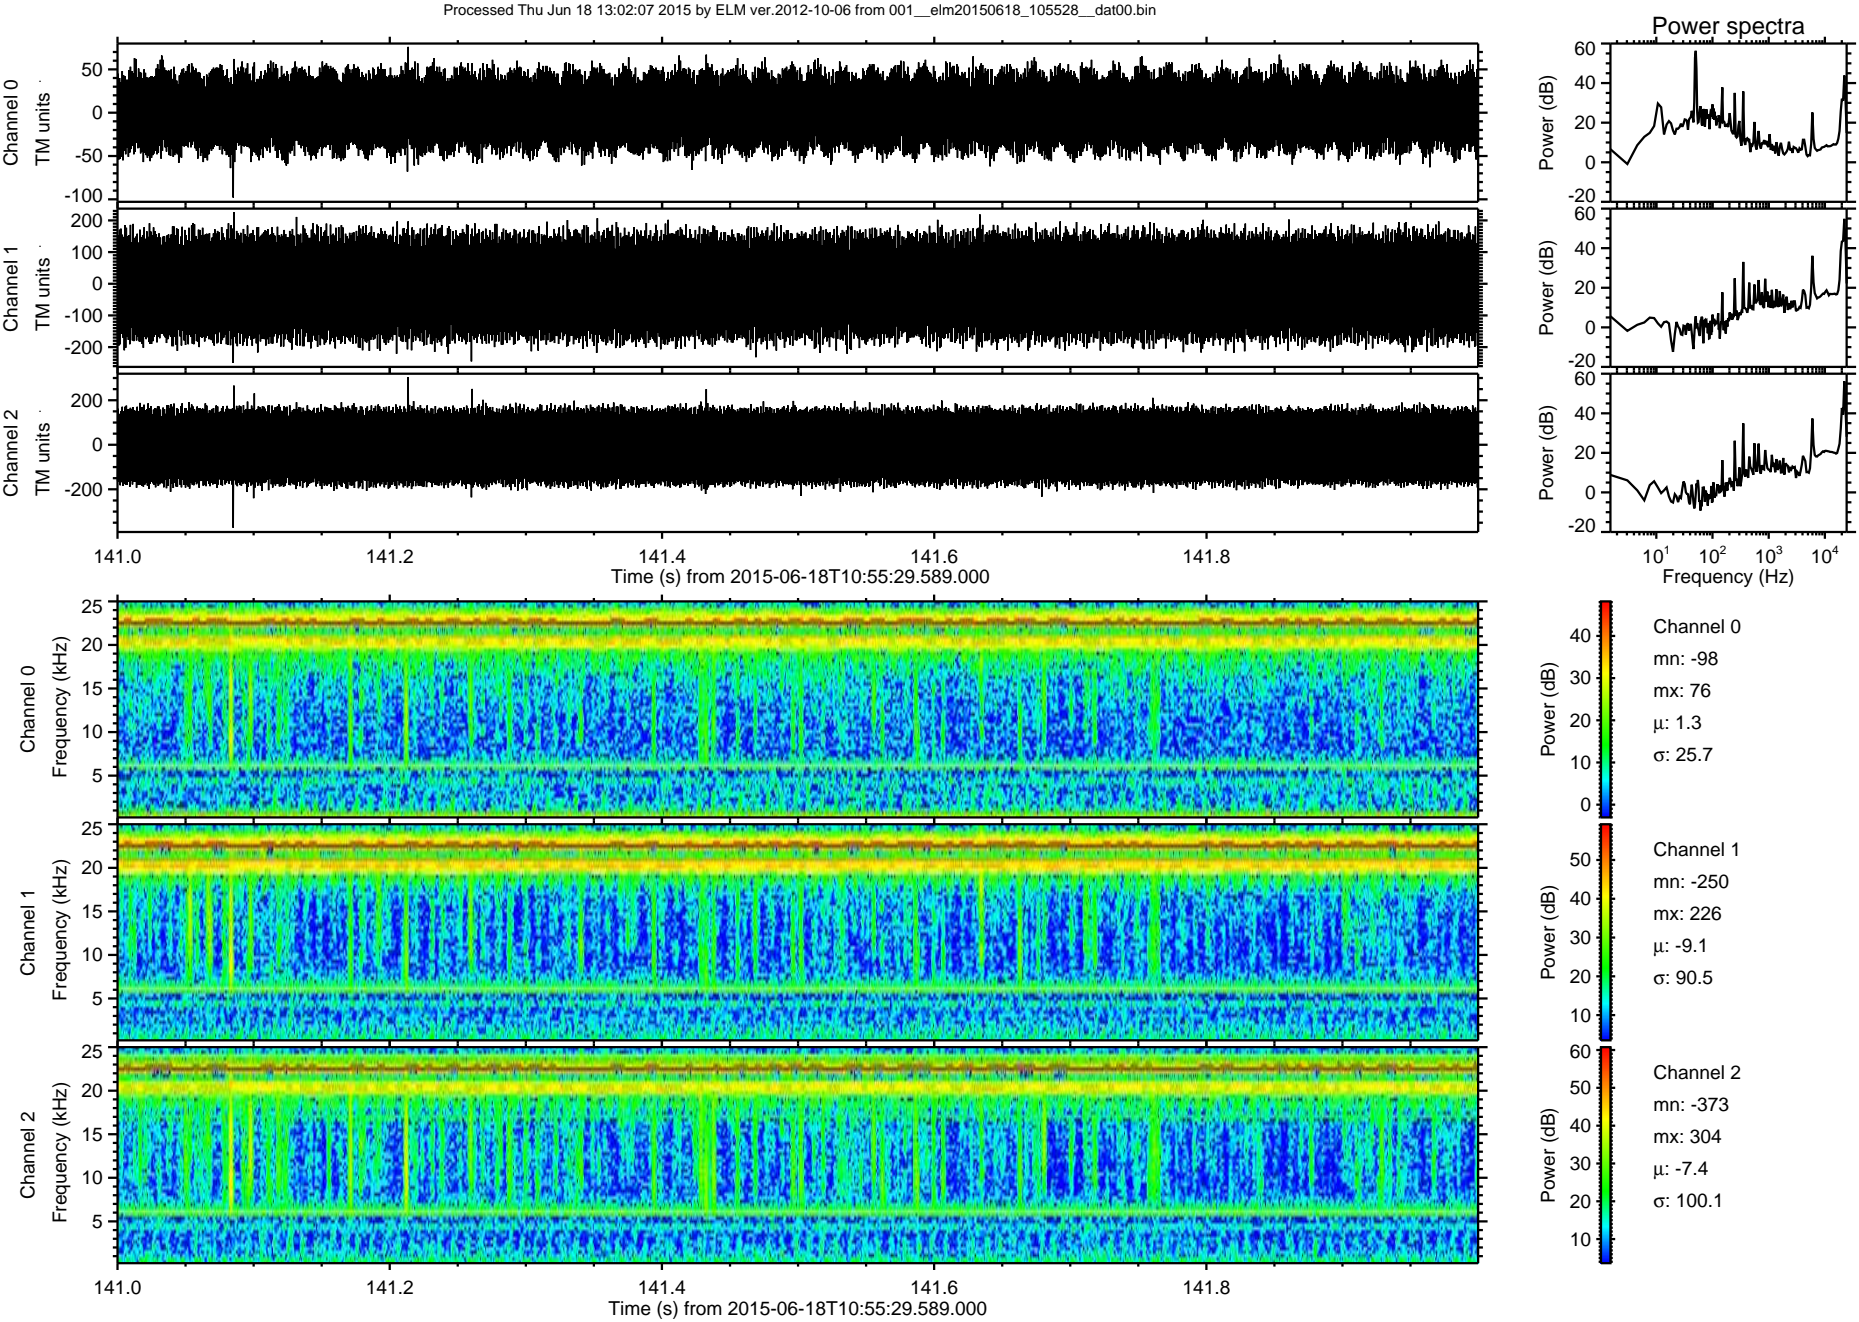 Processed Thu Jun 18 13:02:07 2015 by ELM ver.2012-10-06 from 001__elm20150618_105528__dat00.bin
Power spectra
Channel 0
TM units
50
0
-50
-100
Power (dB)
60
40
20
0
-20
Channel 1
TM units
200
100
0
-100
-200
Power (dB)
60
40
20
0
-20
Channel 2
TM units
200
0
-200
Power (dB)
60
40
20
0
-20
141.0 141.2 141.4 141.6 141.8
Time (s) from 2015-06-18T10:55:29.589.000
10^1 10^2 10^3 10^4
Frequency (Hz)
Channel 0
Frequency (kHz)
25
20
15
10
5
Power (dB)
40
30
20
10
0
Channel 0
mn: -98
mx: 76
μ: 1.3
σ: 25.7
Channel 1
Frequency (kHz)
25
20
15
10
5
Power (dB)
50
40
30
20
10
Channel 1
mn: -250
mx: 226
μ: -9.1
σ: 90.5
Channel 2
Frequency (kHz)
25
20
15
10
5
Power (dB)
60
50
40
30
20
10
Channel 2
mn: -373
mx: 304
μ: -7.4
σ: 100.1
141.0 141.2 141.4 141.6 141.8
Time (s) from 2015-06-18T10:55:29.589.000